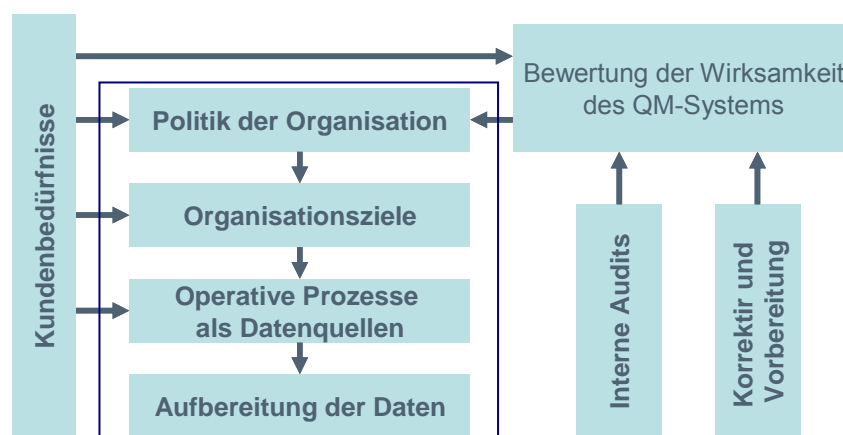 Kundenbedürfnisse
Bewertung der Wirksamkeit
des QM-Systems
Politik der Organisation
Organisationsziele
Operative Prozesse
als Datenquellen
Aufbereitung der Daten
Interne Audits
Korrektir und
Vorbereitung